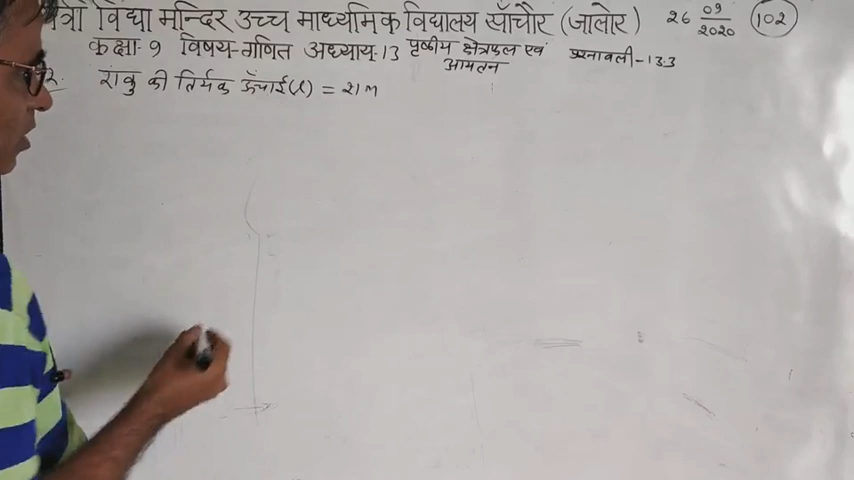 विद्या मन्दिर उच्च माध्यमिक विद्यालय साँचौर (जालोर) 26 09/2020 102
कक्षा-9 विषय-गणित अध्याय-13 पृष्ठीय क्षेत्रफल एवं आयतन प्रश्नावली-13.3
2. शंकु की तिर्यक ऊँचाई(l) = 21m